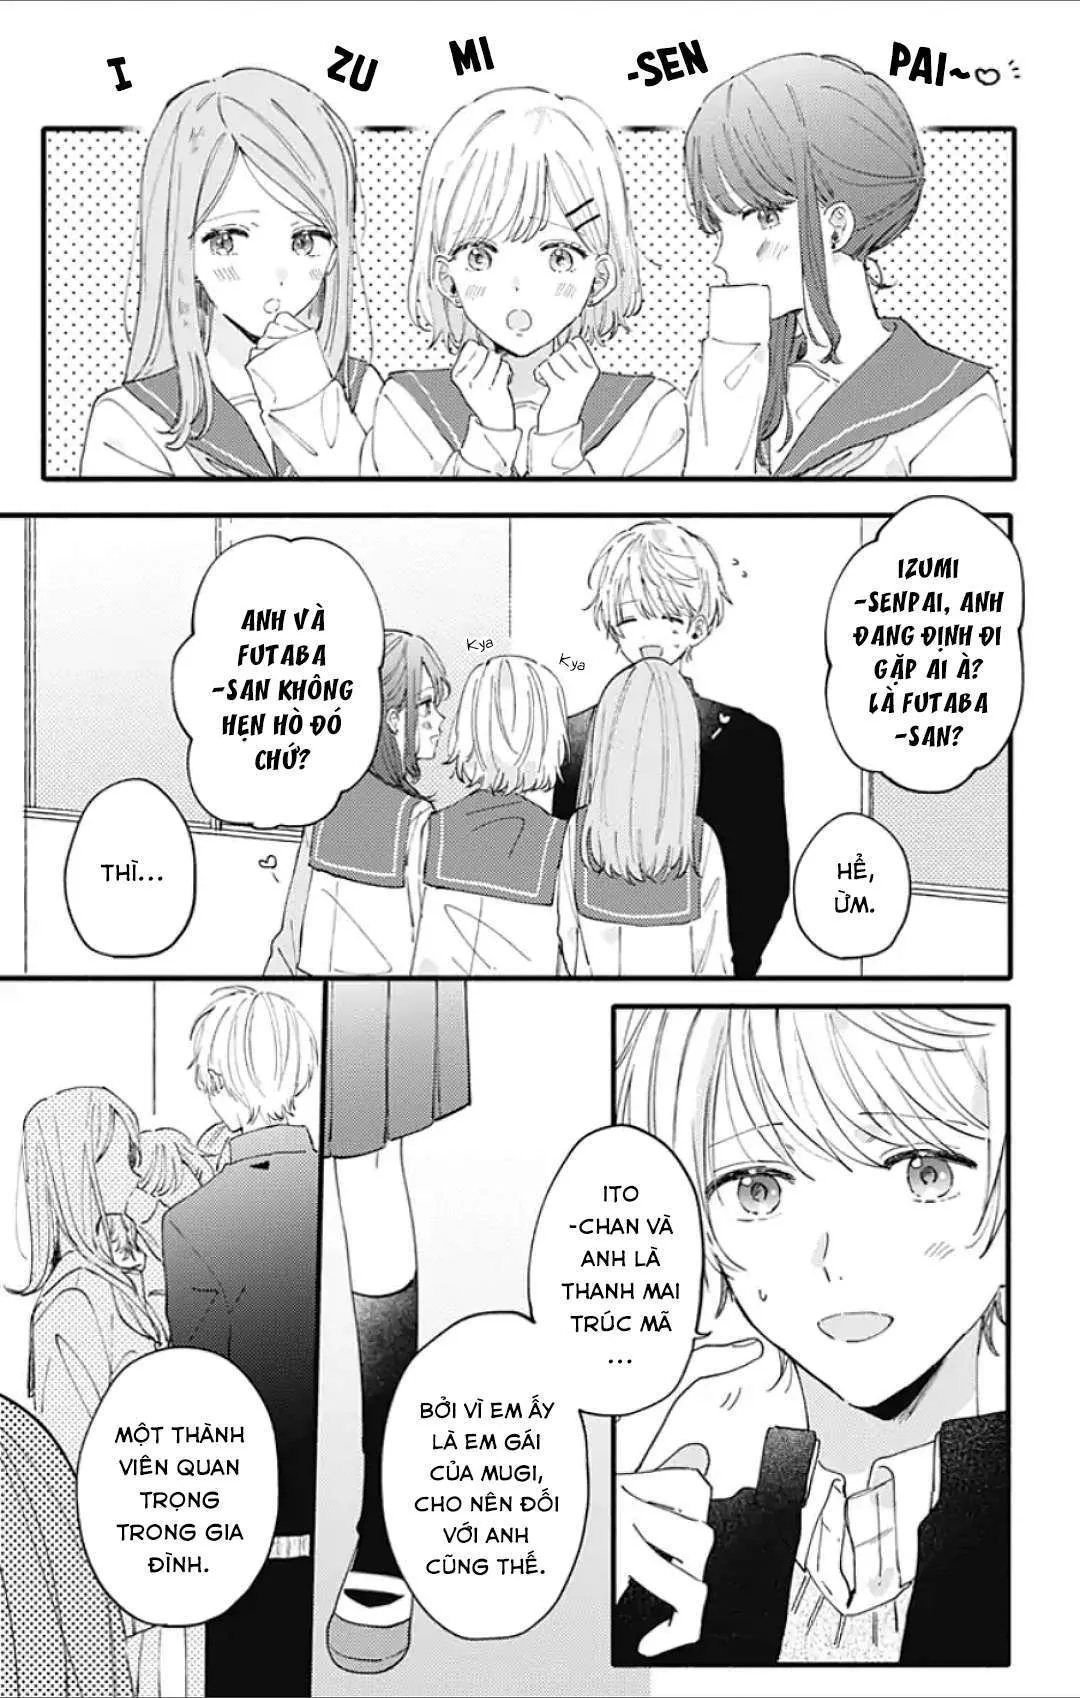 I ZU MI -SEN PAI~
IZUMI
-SENPAI, ANH
ĐANG ĐỊNH ĐI
GẶP AI À?
LÀ FUTABA
-SAN?
HỂ,
ỪM.
Kya
Kya
ANH VÀ
FUTABA
-SAN KHÔNG
HẸN HÒ ĐÓ
CHỨ?
THÌ...
ITO
-CHAN VÀ
ANH LÀ
THANH MAI
TRÚC MÃ
...
BỞI VÌ EM ẤY
LÀ EM GÁI
CỦA MUGI,
CHO NÊN ĐỐI
VỚI ANH
CŨNG THẾ.
MỘT THÀNH
VIÊN QUAN
TRỌNG
TRONG GIA
ĐÌNH.